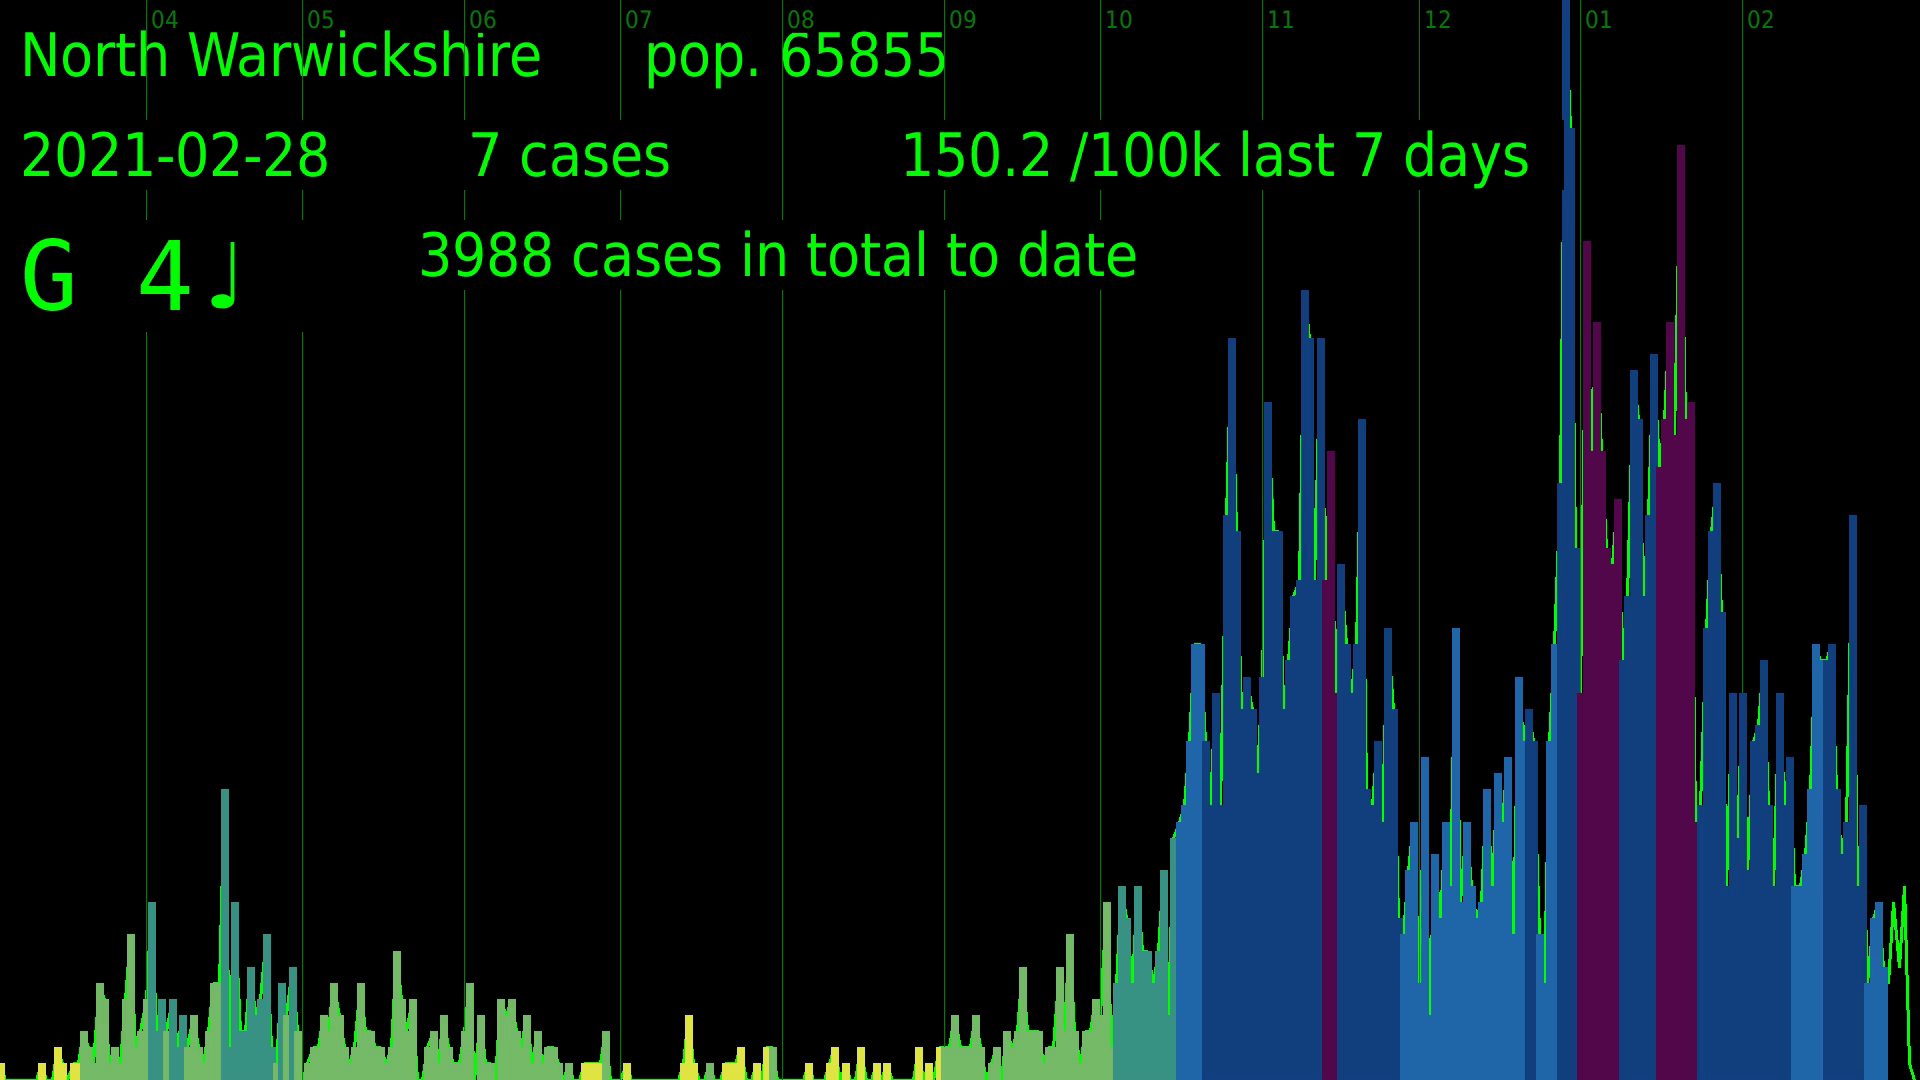 04 05 06 07 08 09 10 11 12 01 02
North Warwickshire pop. 65855
2021-02-28 7 cases 150.2 /100k last 7 days
G 4♩ 3988 cases in total to date